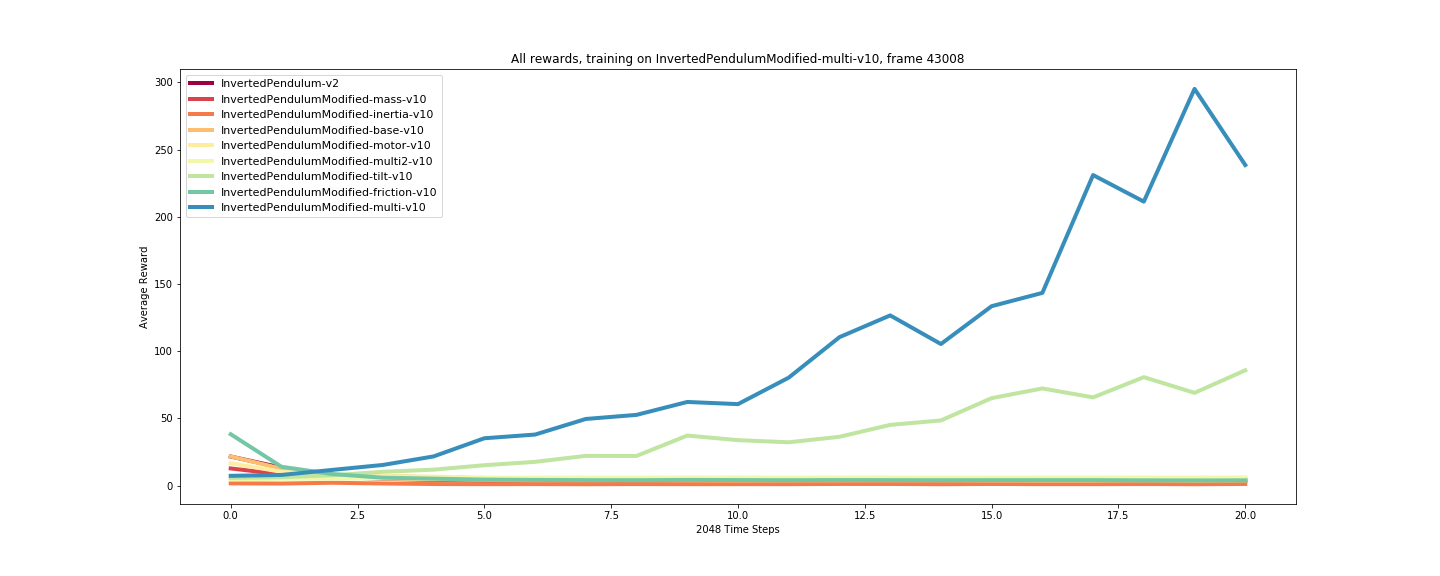 All rewards, training on InvertedPendulumModified-multi-v10, frame 43008
InvertedPendulum-v2
InvertedPendulumModified-mass-v10
InvertedPendulumModified-inertia-v10
InvertedPendulumModified-base-v10
InvertedPendulumModified-motor-v10
InvertedPendulumModified-multi2-v10
InvertedPendulumModified-tilt-v10
InvertedPendulumModified-friction-v10
InvertedPendulumModified-multi-v10
300
250
200
150
100
50
0
Average Reward
0.0 2.5 5.0 7.5 10.0 12.5 15.0 17.5 20.0
2048 Time Steps